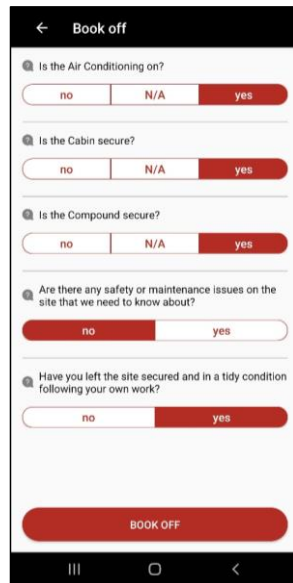 Book off
Is the Air Conditioning on?
no N/A yes
Is the Cabin secure?
no N/A yes
Is the Compound secure?
no N/A yes
Are there any safety or maintenance issues on the
site that we need to know about?
no yes
Have you left the site secured and in a tidy condition
following your own work?
no yes
BOOK OFF